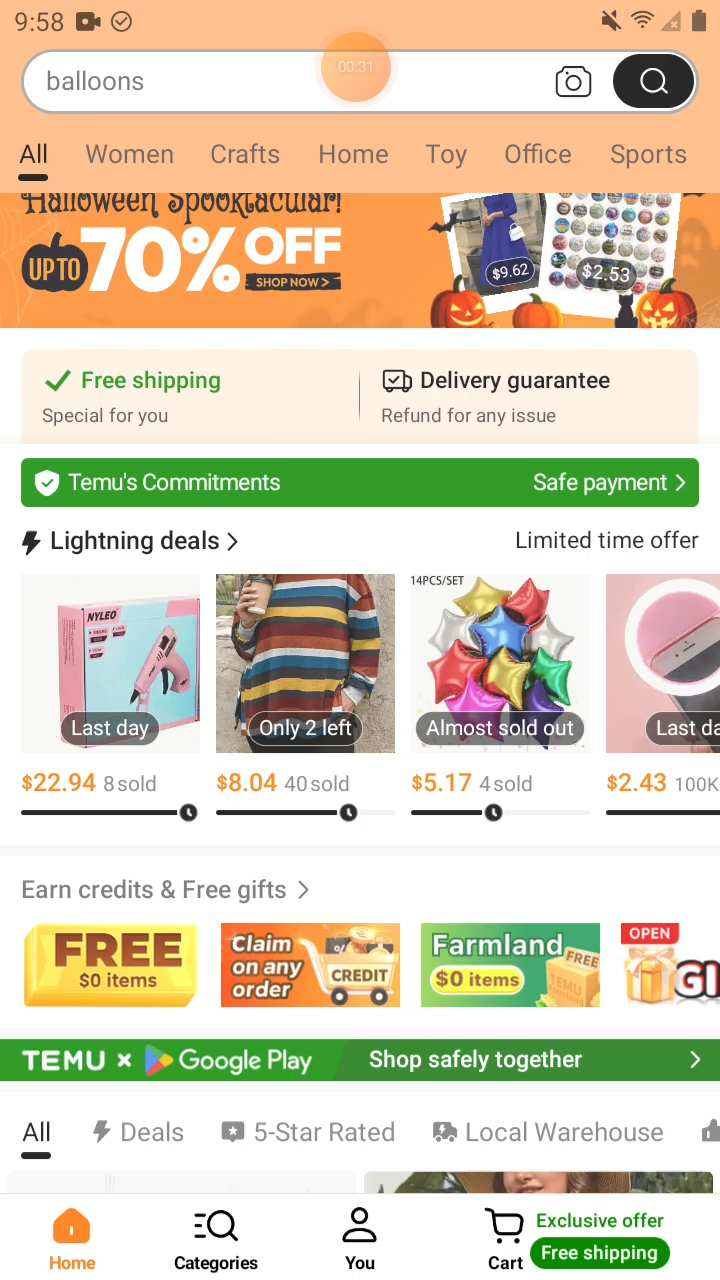 9:58
00:31
balloons
All Women Crafts Home Toy Office Sports
Halloween Spooktacular!
UP TO 70% OFF
SHOP NOW >
$9.62
$2.53
Free shipping
Special for you
Delivery guarantee
Refund for any issue
Temu's Commitments
Safe payment
Lightning deals
Limited time offer
NYLEO
14PCS/SET
Last day
Only 2 left
Almost sold out
Last da
$22.94 8 sold
$8.04 40 sold
$5.17 4 sold
$2.43 100K
Earn credits & Free gifts
FREE
$0 items
Claim
on any
order
CREDIT
Farmland
$0 items
FREE
TEMU
Farmland
OPEN
GI
TEMU × Google Play
Shop safely together
All Deals 5-Star Rated Local Warehouse
Exclusive offer
Free shipping
Home Categories You Cart